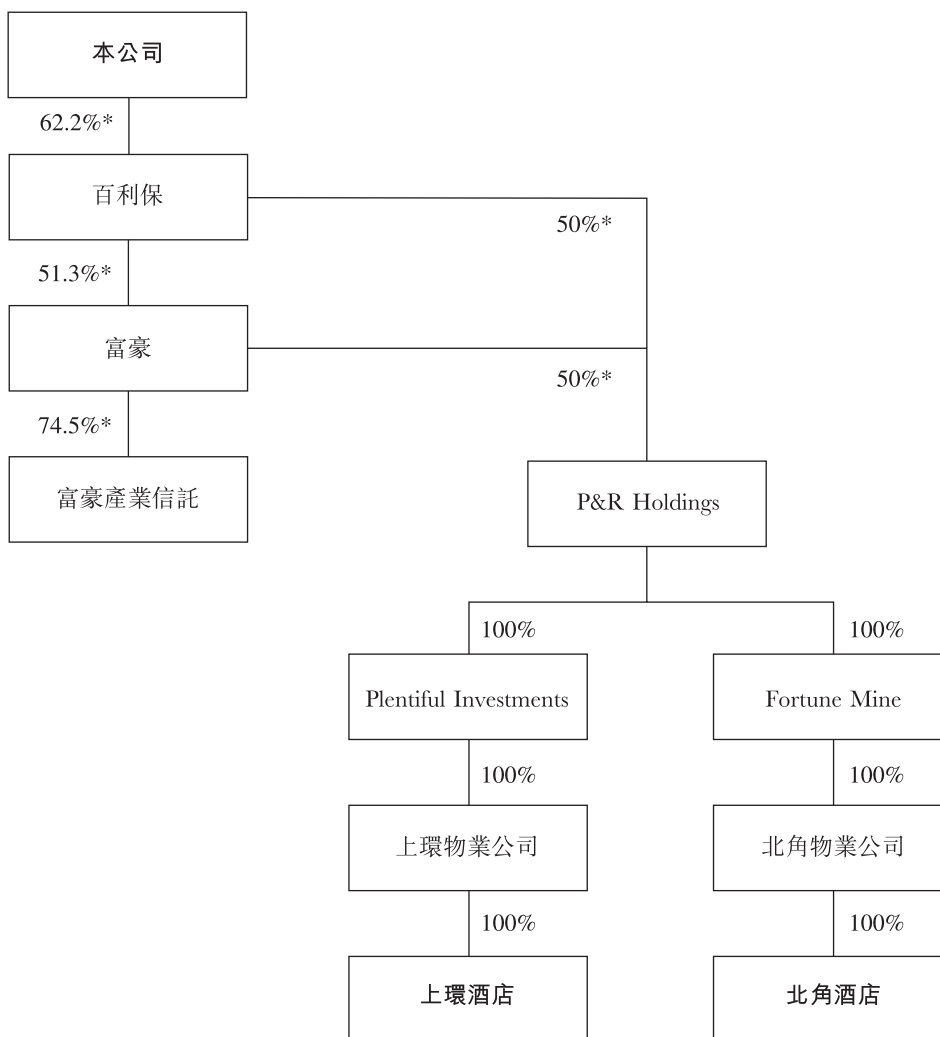 本公司
62.2%*
百利保
50%*
51.3%*
富豪
50%*
74.5%*
富豪產業信託
P&R Holdings
100%
100%
Plentiful Investments
Fortune Mine
100%
100%
上環物業公司
北角物業公司
100%
100%
上環酒店
北角酒店